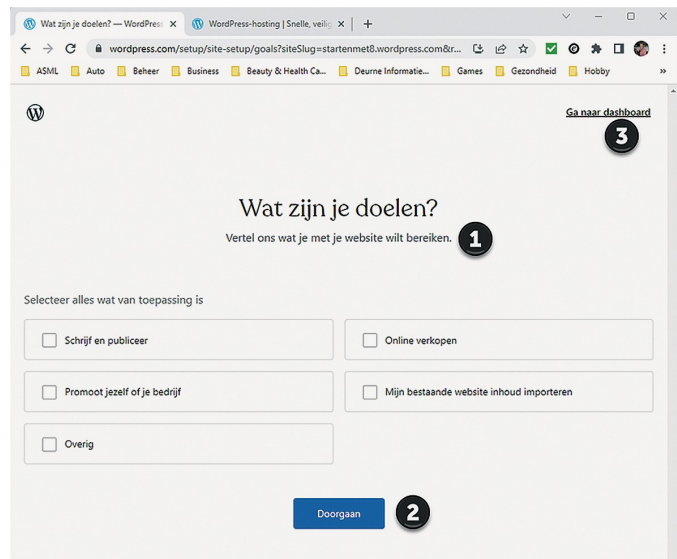 Wat zijn je doelen? — WordPress
WordPress-hosting | Snelle, veilig
wordpress.com/setup/site-setup/goals?siteSlug=startenmet8.wordpress.com&r...
ASML Auto Beheer Business Beauty & Health Ca... Deurne Informatie... Games Gezondheid Hobby »
Ga naar dashboard
3
Wat zijn je doelen?
Vertel ons wat je met je website wilt bereiken. 1
Selecteer alles wat van toepassing is
Schrijf en publiceer Online verkopen
Promoot jezelf of je bedrijf Mijn bestaande website inhoud importeren
Overig
Doorgaan 2